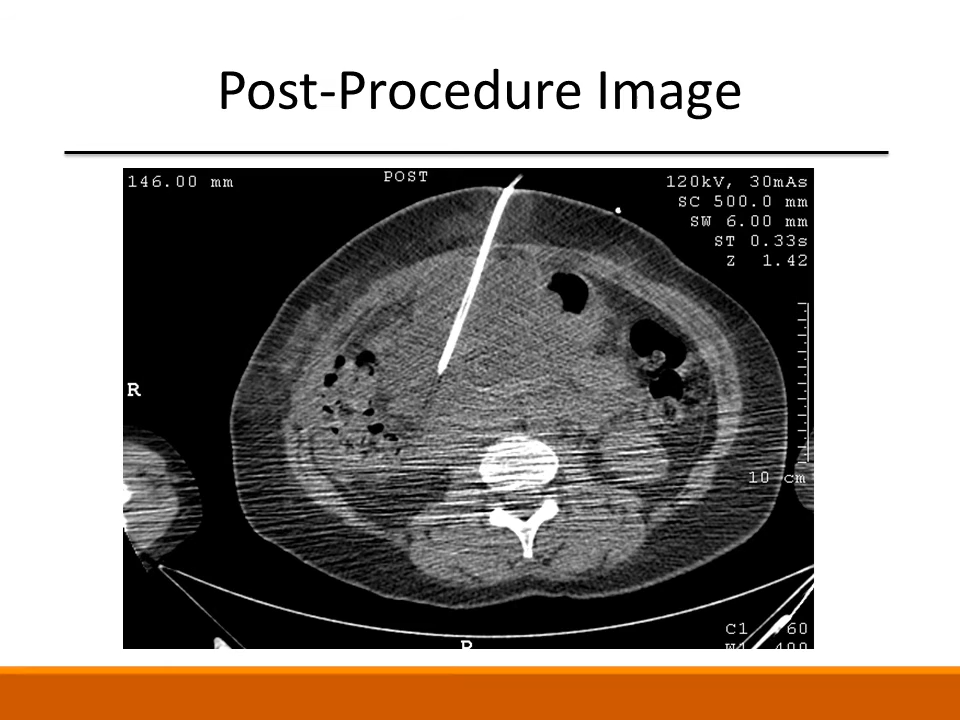 Post-Procedure Image
146.00 mm
POST
120kV, 30mAs
SC 500.0 mm
SW 6.00 mm
ST 0.33s
Z 1.42
R
10 cm
C1 60